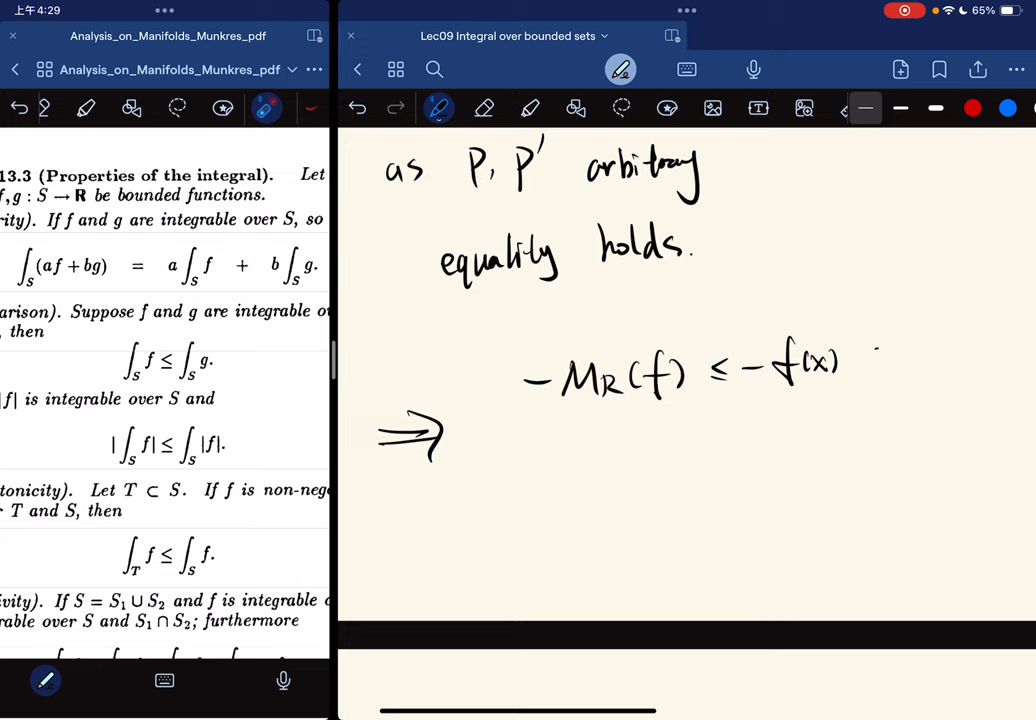 上午4:29
65%
Analysis_on_Manifolds_Munkres_pdf
Analysis_on_Manifolds_Munkres_pdf
13.3 (Properties of the integral). Let
f, g : S → R be bounded functions.
rity). If f and g are integrable over S, so
∫_S (af + bg) = a ∫_S f + b ∫_S g.
arison). Suppose f and g are integrable
, then
∫_S f ≤ ∫_S g.
|f| is integrable over S and
|∫_S f| ≤ ∫_S |f|.
tonicity). Let T ⊂ S. If f is non-neg
T and S, then
∫_T f ≤ ∫_S f.
ivity). If S = S₁ ∪ S₂ and f is integrable
rable over S and S₁ ∩ S₂; furthermore
Lec09 Integral over bounded sets
as P, P' arbitrary
equality holds.
- M_R(f) ≤ - f(x)
⇒